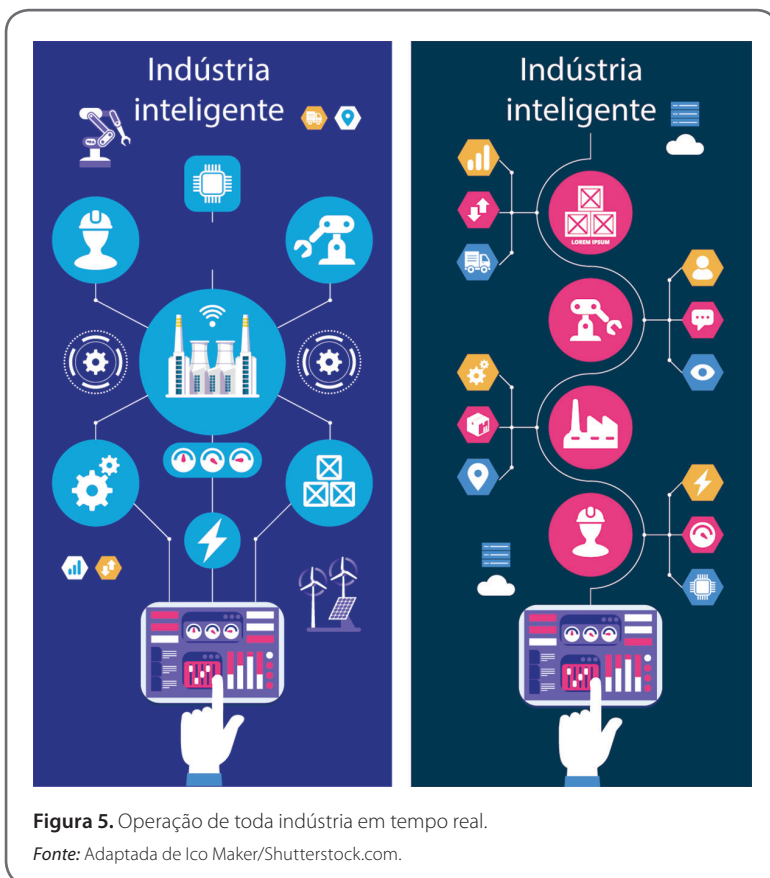 Indústria
inteligente
Indústria
inteligente
LOREM IPSUM
Figura 5. Operação de toda indústria em tempo real.
Fonte: Adaptada de Ico Maker/Shutterstock.com.